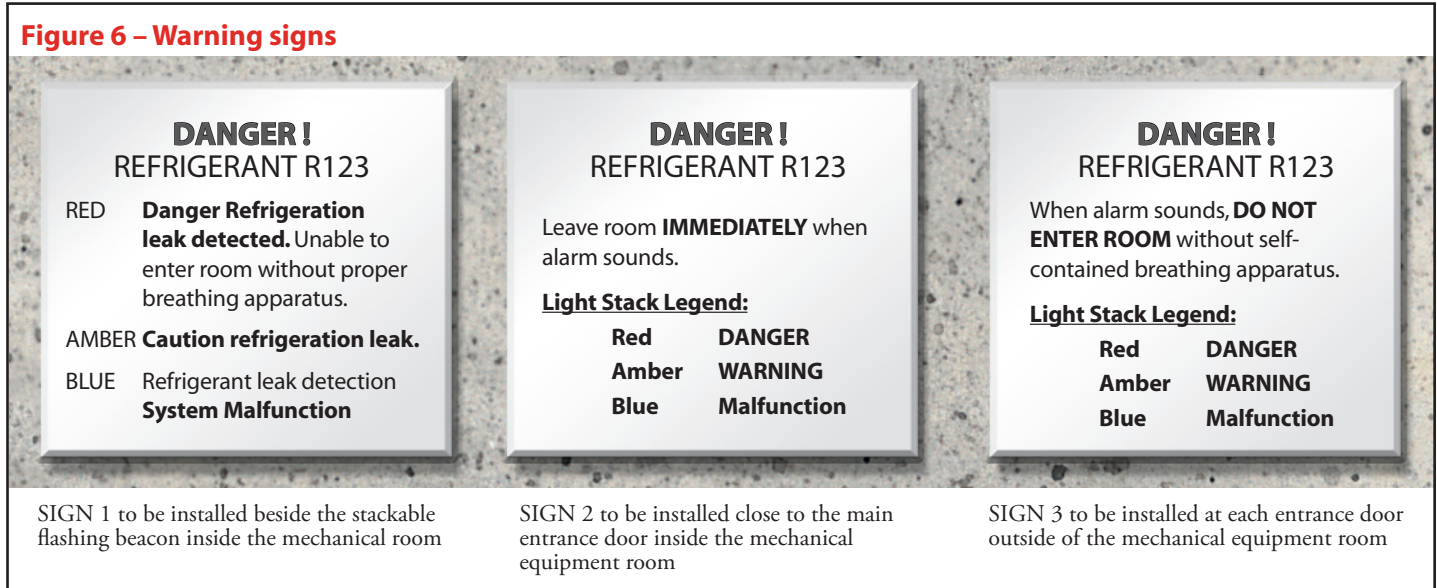 Figure 6 – Warning signs
DANGER !
REFRIGERANT R123
RED Danger Refrigeration
leak detected. Unable to
enter room without proper
breathing apparatus.
AMBER Caution refrigeration leak.
BLUE Refrigerant leak detection
System Malfunction
SIGN 1 to be installed beside the stackable
flashing beacon inside the mechanical room
DANGER !
REFRIGERANT R123
Leave room IMMEDIATELY when
alarm sounds.
Light Stack Legend:
Red DANGER
Amber WARNING
Blue Malfunction
SIGN 2 to be installed close to the main
entrance door inside the mechanical
equipment room
DANGER !
REFRIGERANT R123
When alarm sounds, DO NOT
ENTER ROOM without self-
contained breathing apparatus.
Light Stack Legend:
Red DANGER
Amber WARNING
Blue Malfunction
SIGN 3 to be installed at each entrance door
outside of the mechanical equipment room